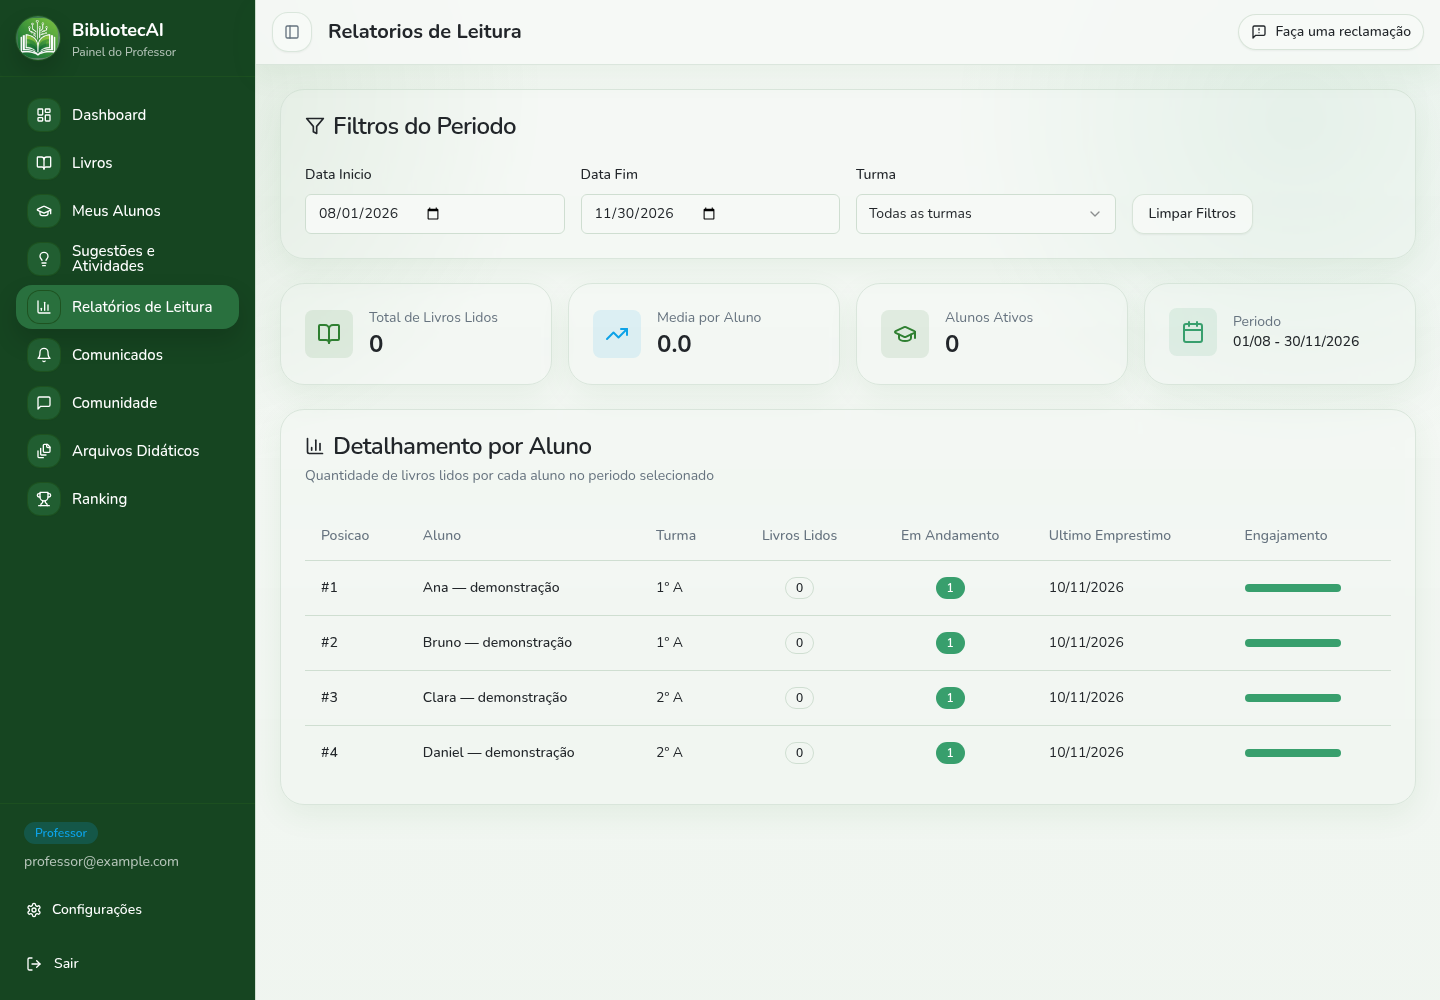 BibliotecAI
Painel do Professor
Dashboard
Livros
Meus Alunos
Sugestões e
Atividades
Relatórios de Leitura
Comunicados
Comunidade
Arquivos Didáticos
Ranking
Professor
professor@example.com
Configurações
Sair
Relatorios de Leitura
Faça uma reclamação
Filtros do Periodo
Data Inicio
Data Fim
Turma
08/01/2026
11/30/2026
Todas as turmas
Limpar Filtros
Total de Livros Lidos
0
Media por Aluno
0.0
Alunos Ativos
0
Periodo
01/08 - 30/11/2026
Detalhamento por Aluno
Quantidade de livros lidos por cada aluno no periodo selecionado
Posicao Aluno Turma Livros Lidos Em Andamento Ultimo Emprestimo Engajamento
#1 Ana — demonstração 1º A 0 1 10/11/2026
#2 Bruno — demonstração 1º A 0 1 10/11/2026
#3 Clara — demonstração 2º A 0 1 10/11/2026
#4 Daniel — demonstração 2º A 0 1 10/11/2026